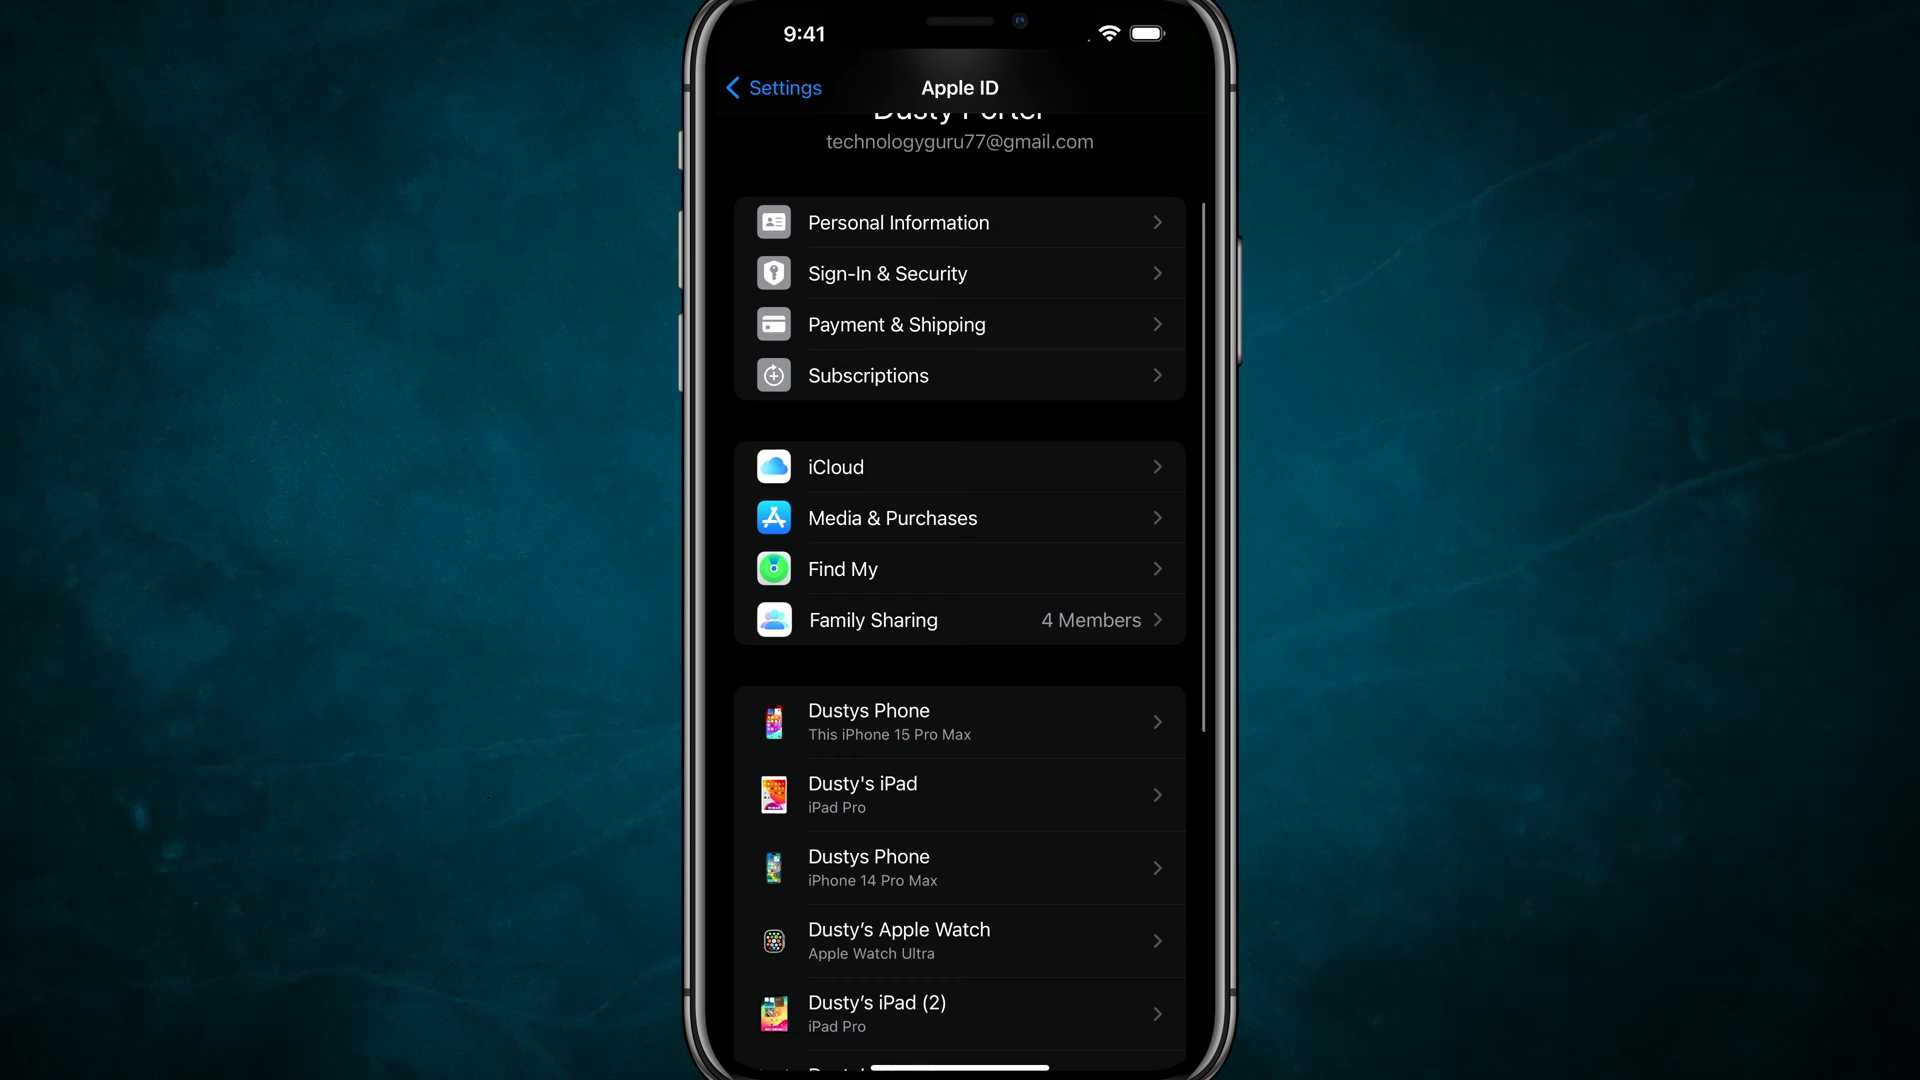 9:41
Settings
Apple ID
Dusty Porter
technologyguru77@gmail.com
Personal Information
Sign-In & Security
Payment & Shipping
Subscriptions
iCloud
Media & Purchases
Find My
Family Sharing 4 Members
Dustys Phone
This iPhone 15 Pro Max
Dusty's iPad
iPad Pro
Dustys Phone
iPhone 14 Pro Max
Dusty’s Apple Watch
Apple Watch Ultra
Dusty’s iPad (2)
iPad Pro